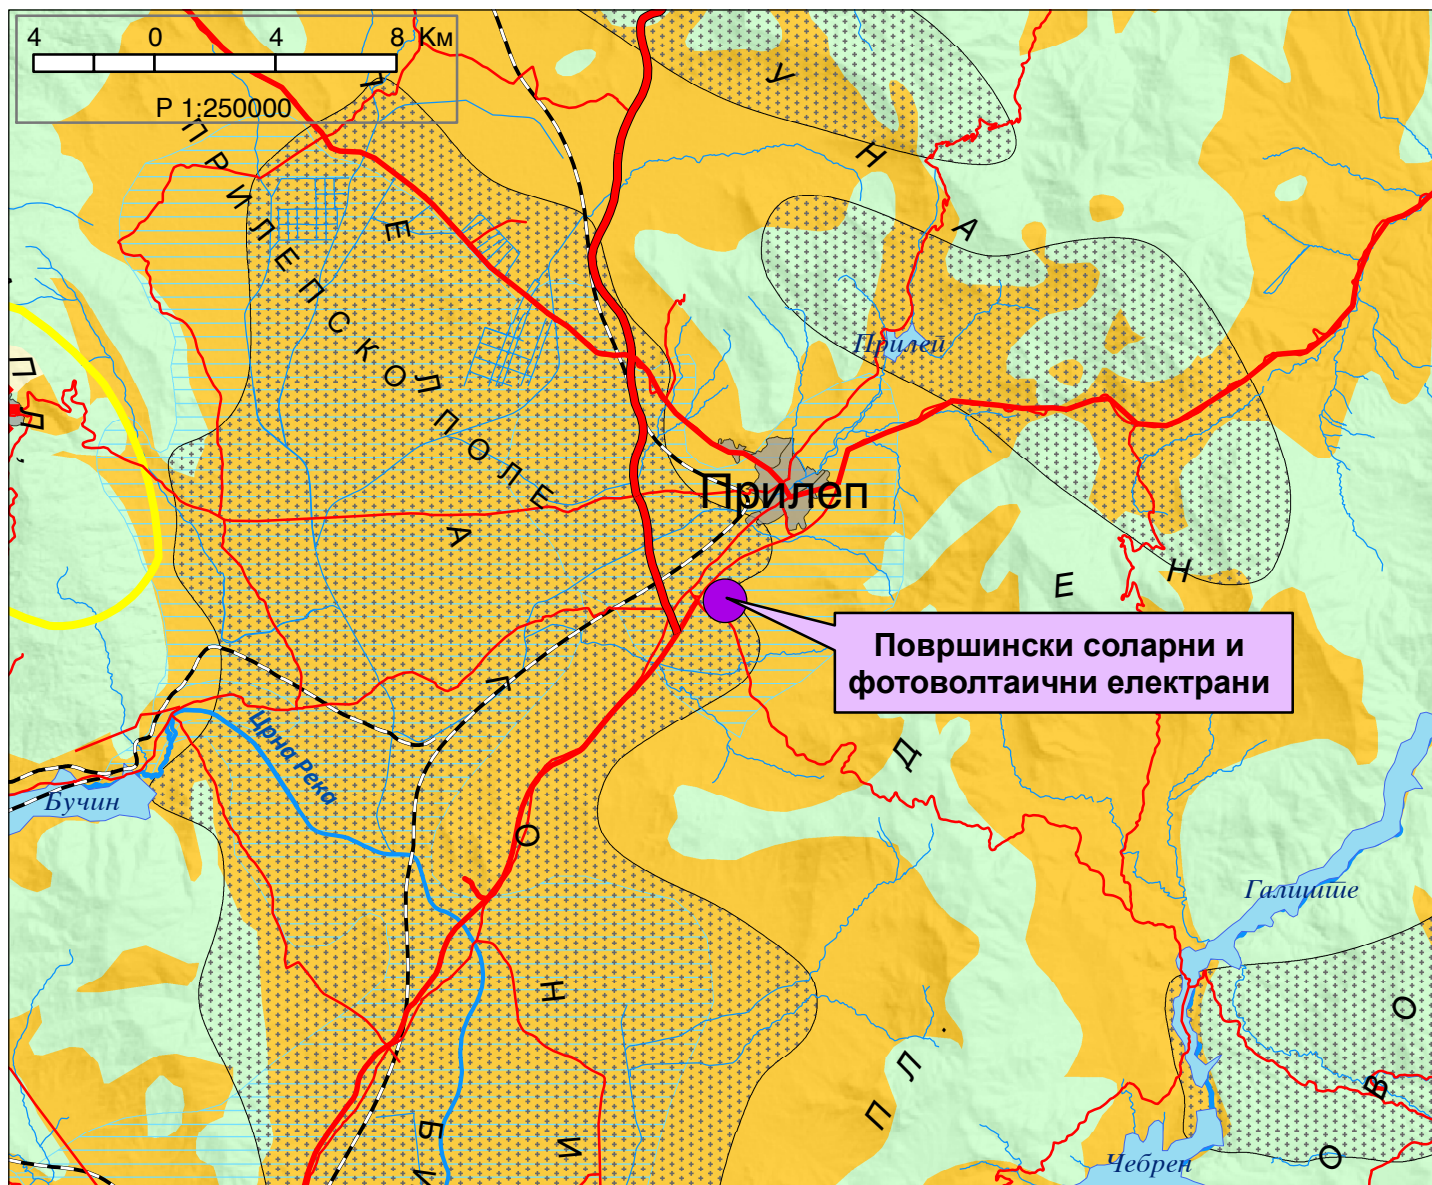 4 0 4 8 Км
Р 1:250000
ПРИЛЕПСКО ПОЛЕ
Прилеп
Прилеп
Површински соларни и
фотоволтаични електрани
Црна Река
Бучин
Галиште
Чебрен